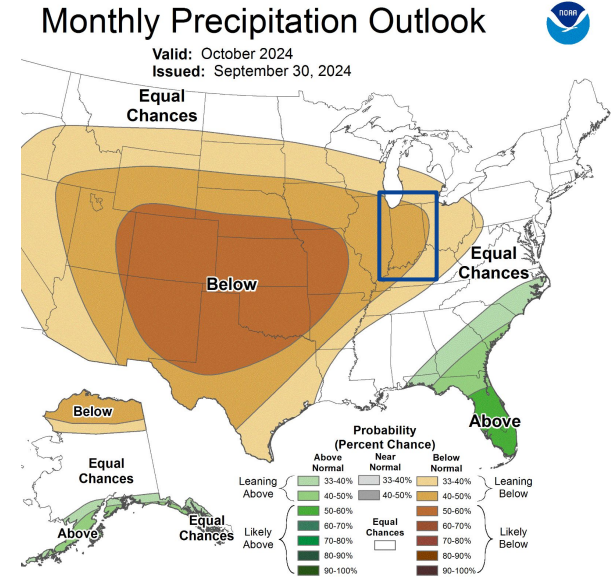 Monthly Precipitation Outlook
NOAA
Valid: October 2024
Issued: September 30, 2024
Equal
Chances
Below
Equal
Chances
Above
Below
Equal
Chances
Above
Equal
Chances
Probability
(Percent Chance)
Above
Normal
Near
Normal
Below
Normal
Leaning
Above
33-40%
40-50%
33-40%
40-50%
33-40%
40-50%
Leaning
Below
Likely
Above
50-60%
60-70%
70-80%
80-90%
90-100%
Equal
Chances
50-60%
60-70%
70-80%
80-90%
90-100%
Likely
Below